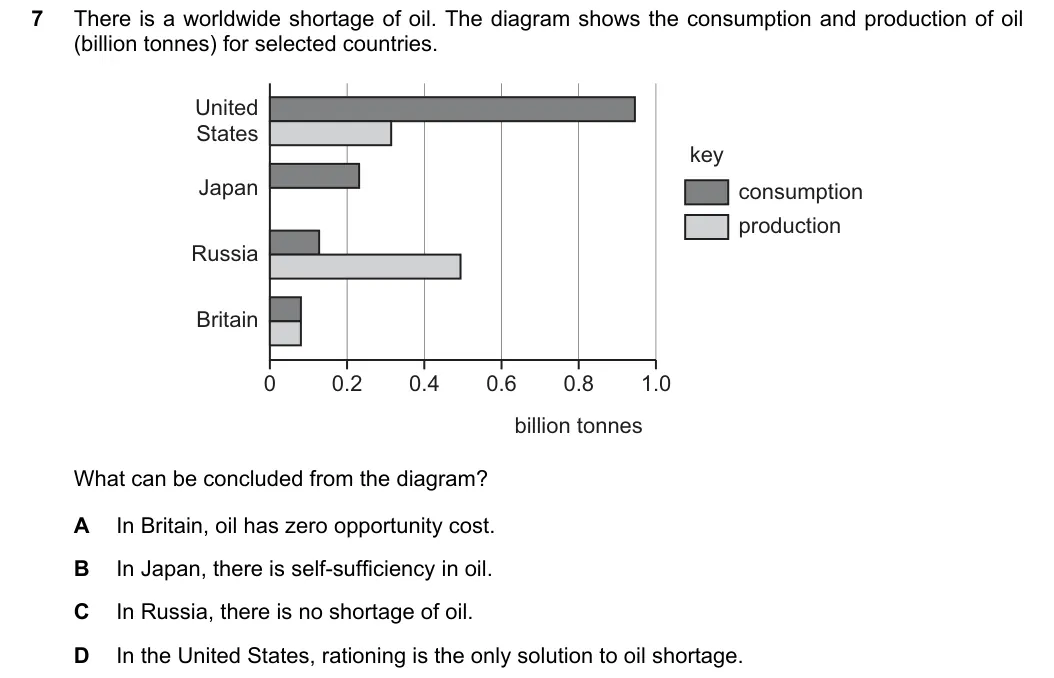 7 There is a worldwide shortage of oil. The diagram shows the consumption and production of oil
(billion tonnes) for selected countries.
United
States
Japan
Russia
Britain
key
consumption
production
0 0.2 0.4 0.6 0.8 1.0
billion tonnes
What can be concluded from the diagram?
A In Britain, oil has zero opportunity cost.
B In Japan, there is self-sufficiency in oil.
C In Russia, there is no shortage of oil.
D In the United States, rationing is the only solution to oil shortage.